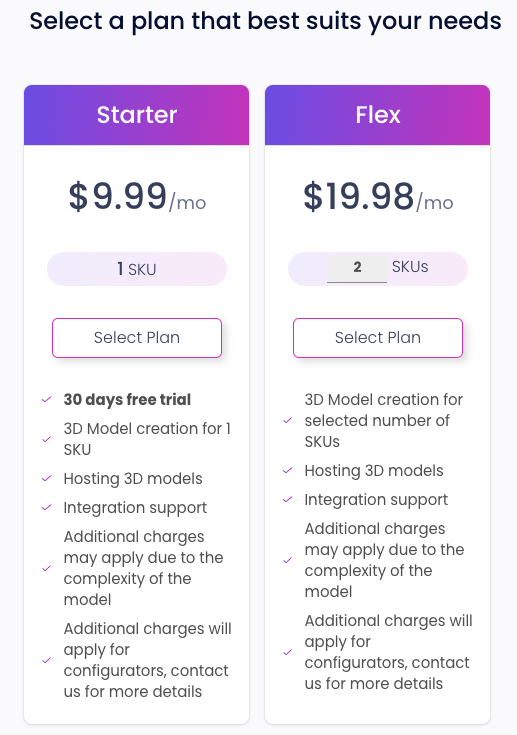 Select a plan that best suits your needs
Starter
$9.99/mo
1 SKU
Select Plan
30 days free trial
3D Model creation for 1
SKU
Hosting 3D models
Integration support
Additional charges
may apply due to the
complexity of the
model
Additional charges will
apply for
configurators, contact
us for more details
Flex
$19.98/mo
2 SKUs
Select Plan
3D Model creation for
selected number of
SKUs
Hosting 3D models
Integration support
Additional charges
may apply due to the
complexity of the
model
Additional charges will
apply for
configurators, contact
us for more details